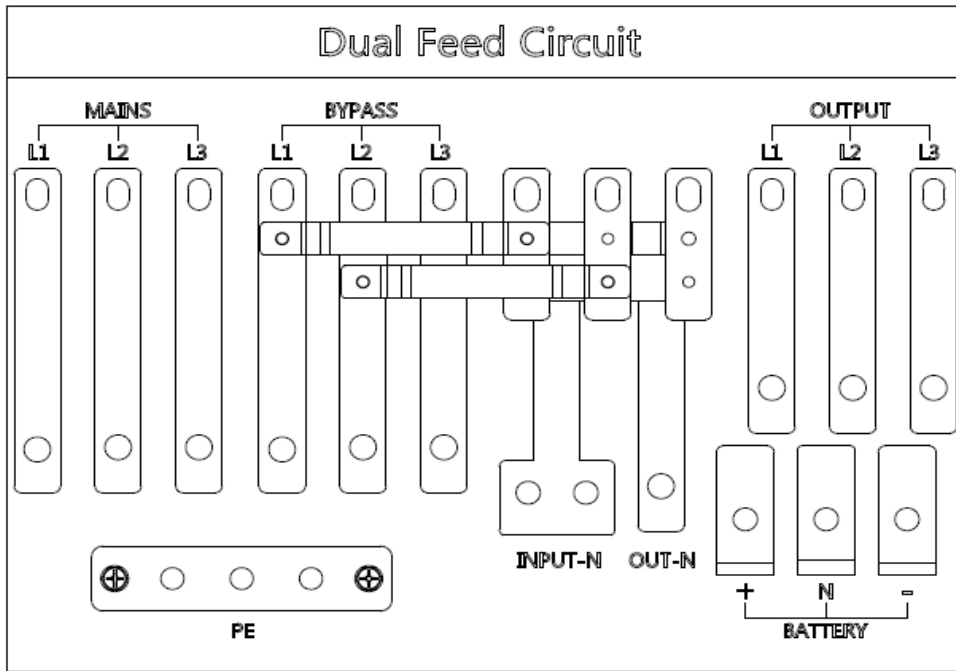 Dual Feed Circuit
MAINS BYPASS OUTPUT
L1 L2 L3 L1 L2 L3 L1 L2 L3
INPUT-N OUT-N
+ N -
PE BATTERY